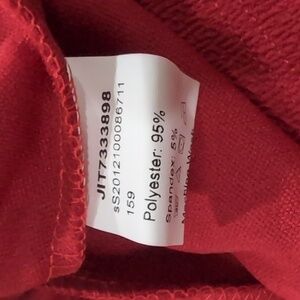 JIT7333898
sS2012100086711
159
Polyester: 95%
Spandex: 5%